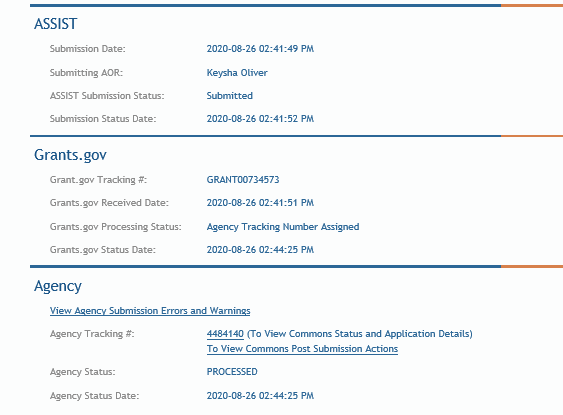 ASSIST
Submission Date: 2020-08-26 02:41:49 PM
Submitting AOR: Keysha Oliver
ASSIST Submission Status: Submitted
Submission Status Date: 2020-08-26 02:41:52 PM
Grants.gov
Grant.gov Tracking #: GRANT00734573
Grants.gov Received Date: 2020-08-26 02:41:51 PM
Grants.gov Processing Status: Agency Tracking Number Assigned
Grants.gov Status Date: 2020-08-26 02:44:25 PM
Agency
View Agency Submission Errors and Warnings
Agency Tracking #: 4484140 (To View Commons Status and Application Details)
To View Commons Post Submission Actions
Agency Status: PROCESSED
Agency Status Date: 2020-08-26 02:44:25 PM